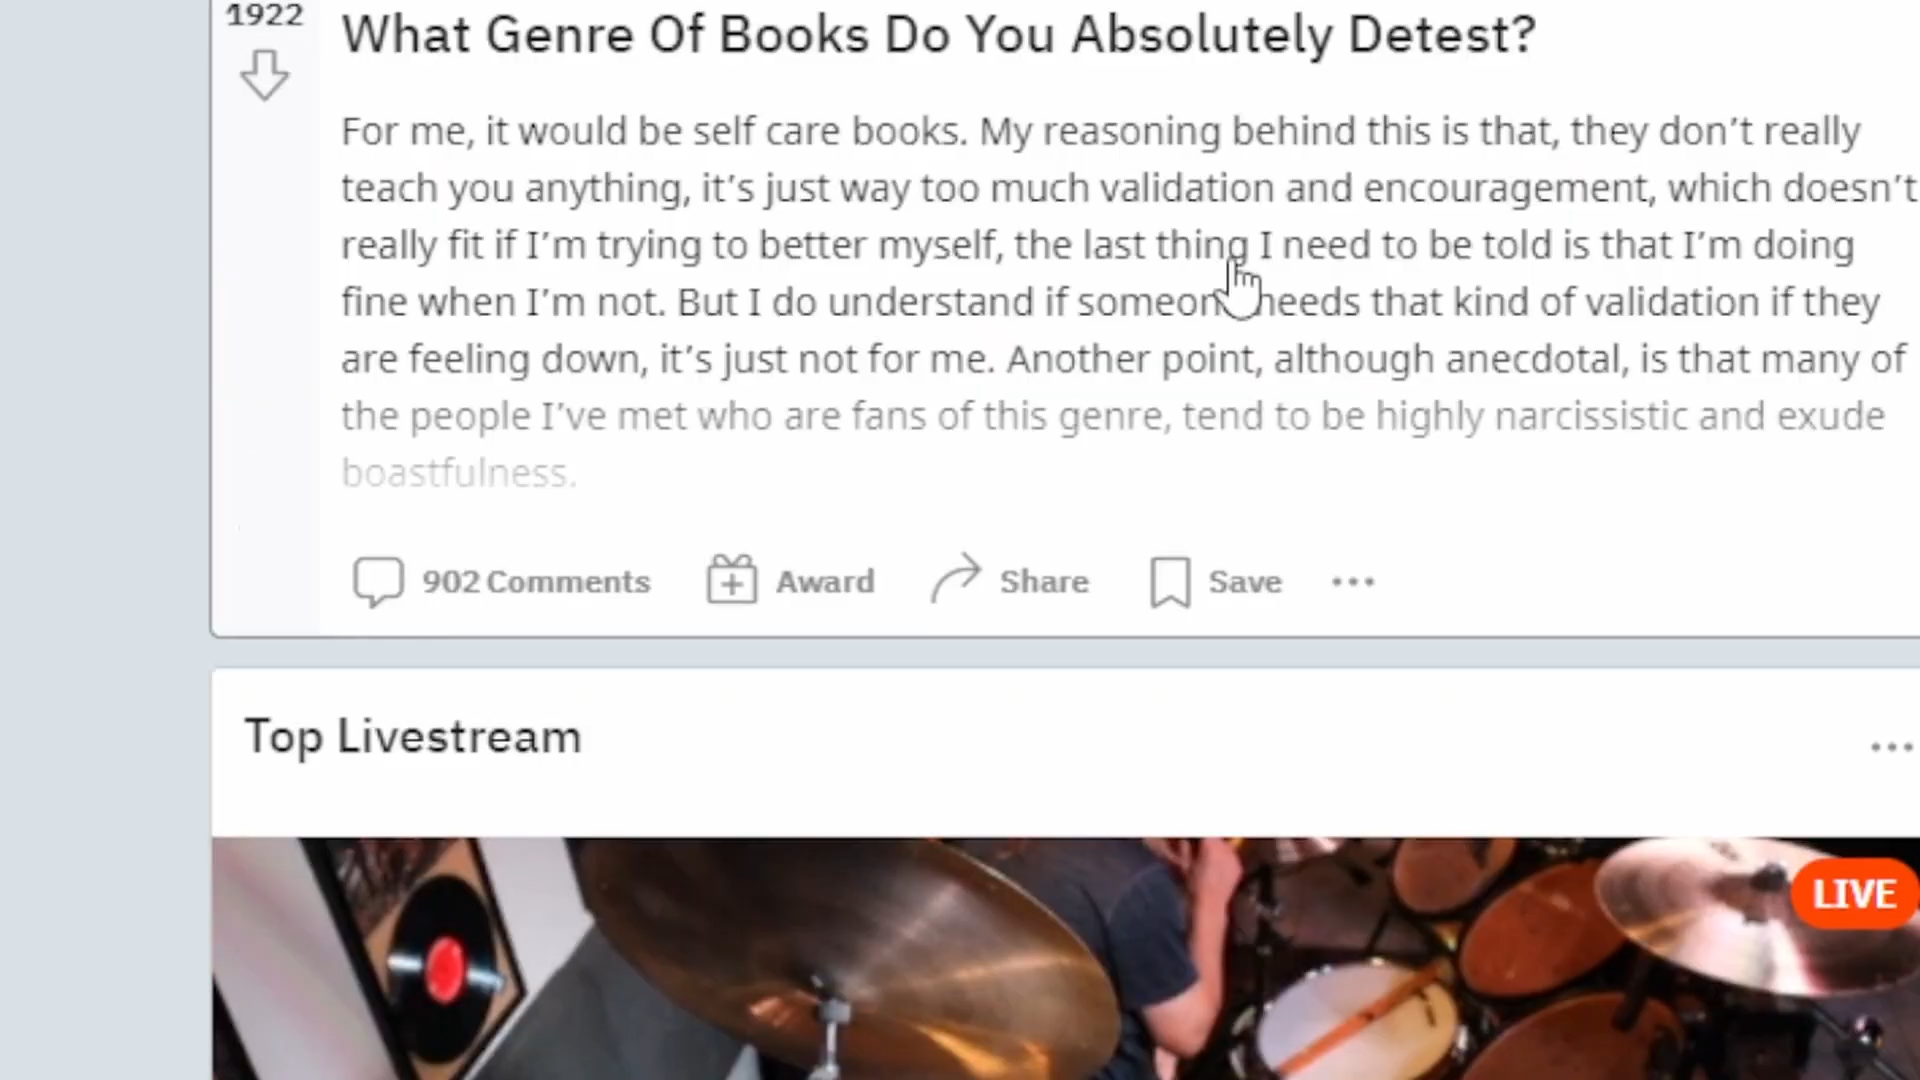 1922
What Genre Of Books Do You Absolutely Detest?
For me, it would be self care books. My reasoning behind this is that, they don't really
teach you anything, it's just way too much validation and encouragement, which doesn't
really fit if I'm trying to better myself, the last thing I need to be told is that I'm doing
fine when I'm not. But I do understand if someone needs that kind of validation if they
are feeling down, it's just not for me. Another point, although anecdotal, is that many of
the people I've met who are fans of this genre, tend to be highly narcissistic and exude
boastfulness.
902 Comments Award Share Save
Top Livestream
LIVE